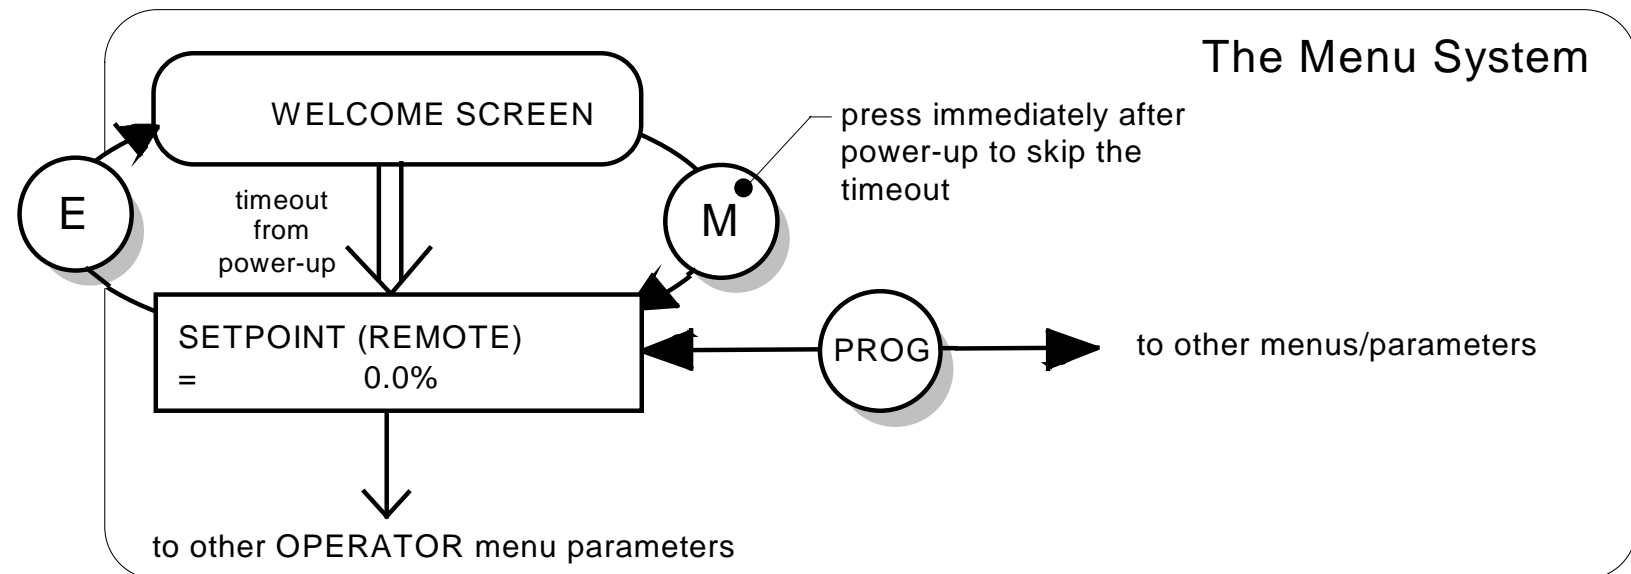 The Menu System
WELCOME SCREEN
press immediately after
power-up to skip the
timeout
E
timeout
from
power-up
M
SETPOINT (REMOTE)
= 0.0%
PROG
to other menus/parameters
to other OPERATOR menu parameters